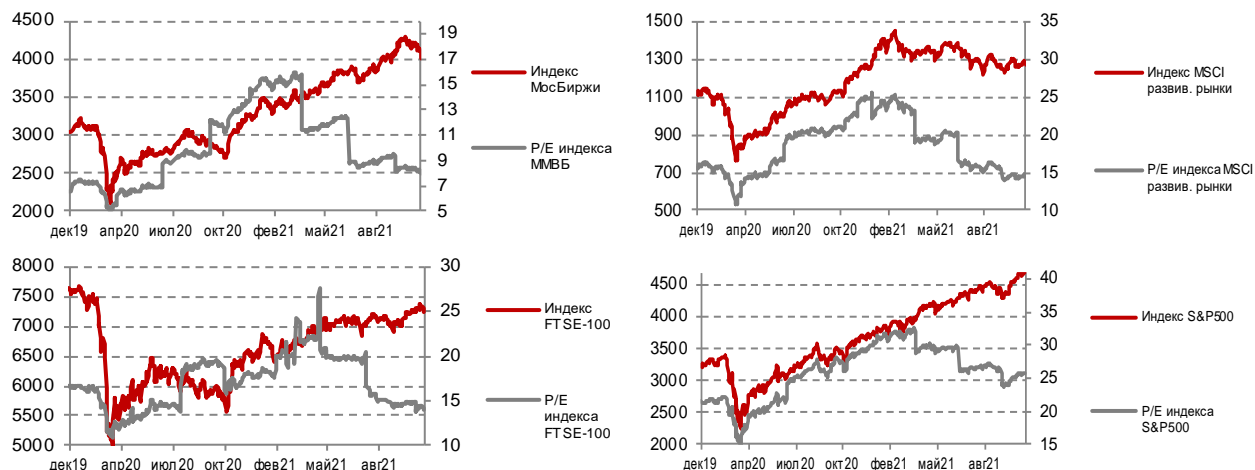 4500
4000
3500
3000
2500
2000
19
17
15
13
11
9
7
5
дек19 апр20 июл20 окт20 фев21 май21 авг21
Индекс
МосБиржи
P/E индекса
ММВБ
1500
1300
1100
900
700
500
35
30
25
20
15
10
дек19 апр20 июл20 окт20 фев21 май21 авг21
Индекс MSCI
развив. рынки
P/E индекса MSCI
развив. рынки
8000
7500
7000
6500
6000
5500
5000
30
25
20
15
10
дек19 апр20 июл20 окт20 фев21 май21 авг21
Индекс
FTSE-100
P/E
индекса
FTSE-100
4500
4000
3500
3000
2500
2000
40
35
30
25
20
15
дек19 апр20 июл20 окт20 фев21 май21 авг21
Индекс S&P500
P/E индекса
S&P500